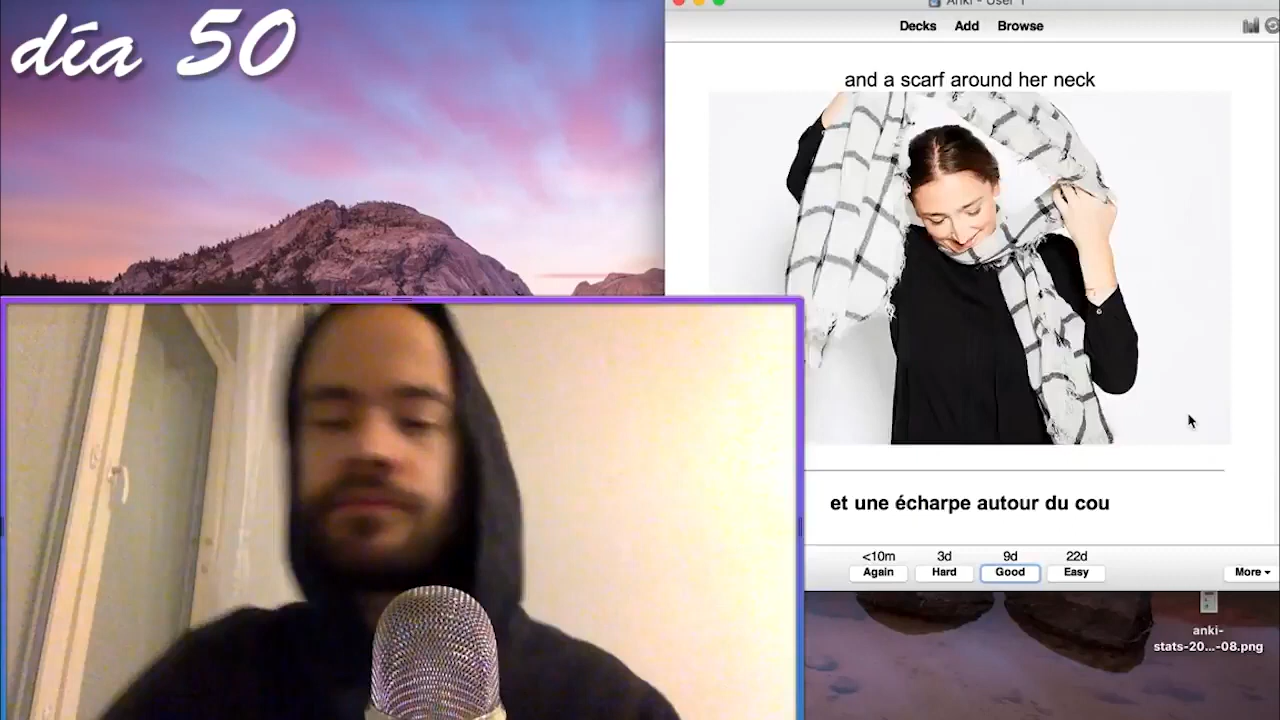 día 50
Anki - User 1
Decks Add Browse
and a scarf around her neck
et une écharpe autour du cou
<10m 3d 9d 22d
Again Hard Good Easy More
anki-
stats-20...-08.png